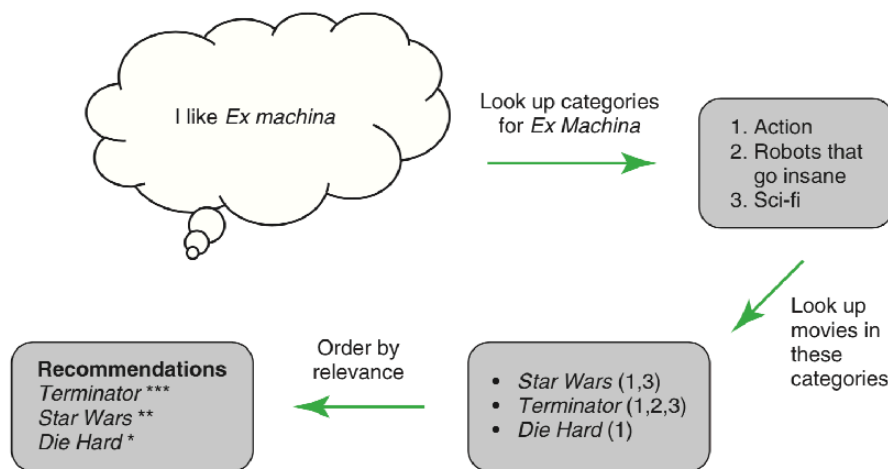 I like Ex machina
Look up categories
for Ex Machina
1. Action
2. Robots that
go insane
3. Sci-fi
Look up
movies in
these
categories
• Star Wars (1,3)
• Terminator (1,2,3)
• Die Hard (1)
Order by
relevance
Recommendations
Terminator ***
Star Wars **
Die Hard *